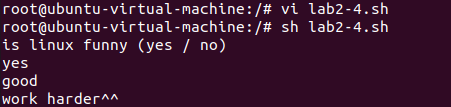 root@ubuntu-virtual-machine:/# vi lab2-4.sh
root@ubuntu-virtual-machine:/# sh lab2-4.sh
is linux funny (yes / no)
yes
good
work harder^^